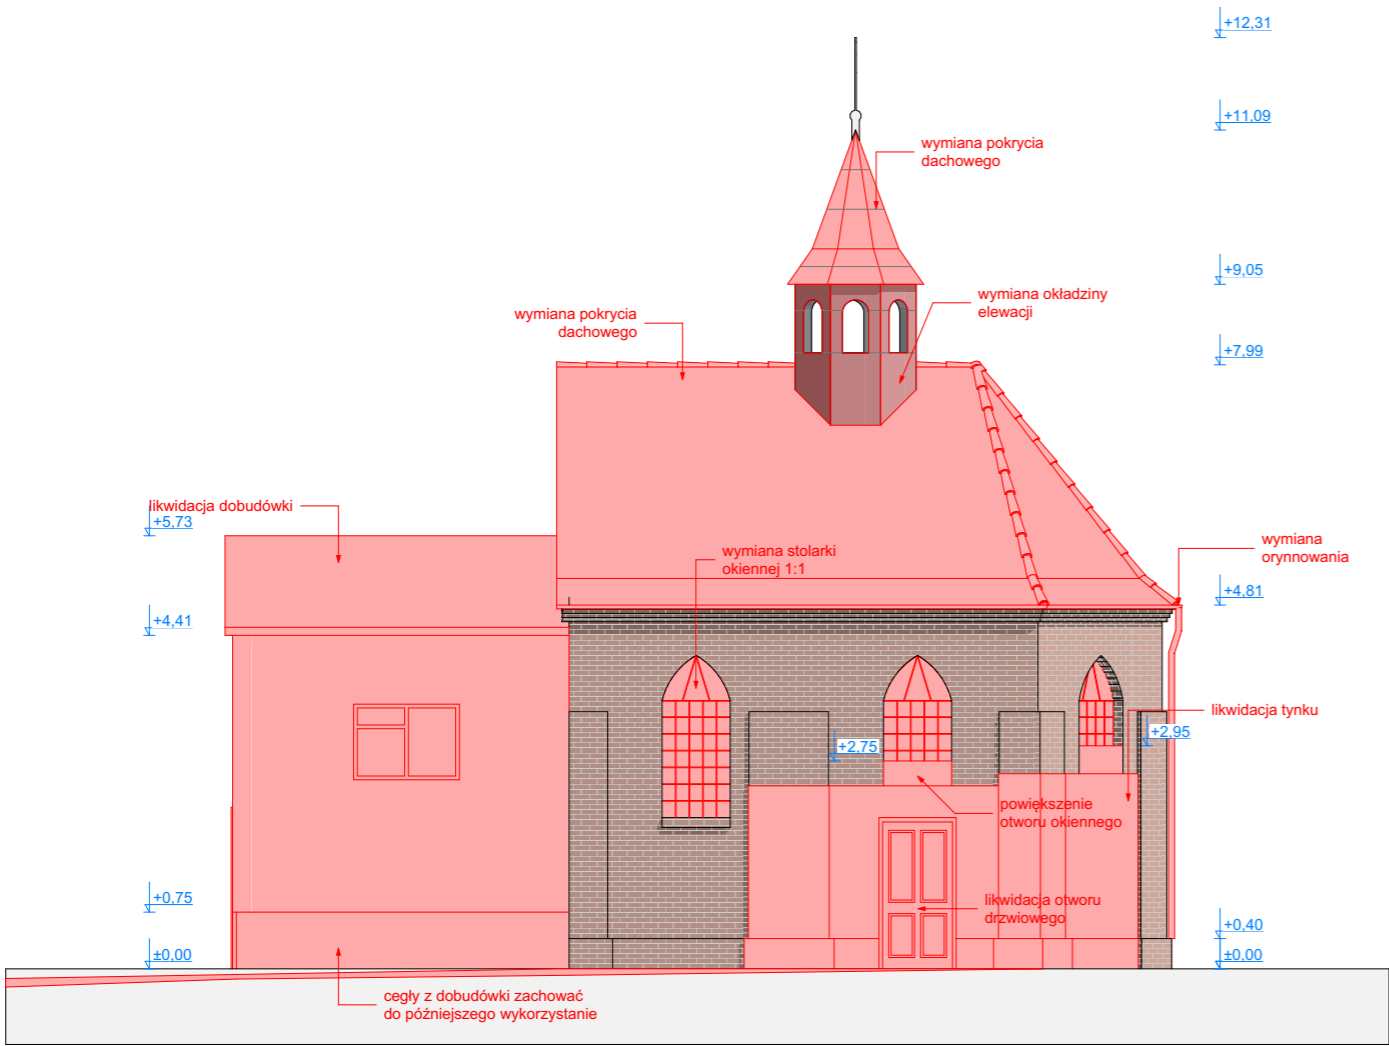 +12,31
+11,09
wymiana pokrycia
dachowego
+9,05
wymiana okładziny
elewacji
wymiana pokrycia
dachowego
+7,99
likwidacja dobudówki
+5,73
wymiana
orynnowania
wymiana stolarki
okiennej 1:1
+4,81
+4,41
likwidacja tynku
+2,95
+2,75
powiększenie
otworu okiennego
+0,75
likwidacja otworu
drzwiowego
+0,40
±0,00
±0,00
cegły z dobudówki zachować
do późniejszego wykorzystanie